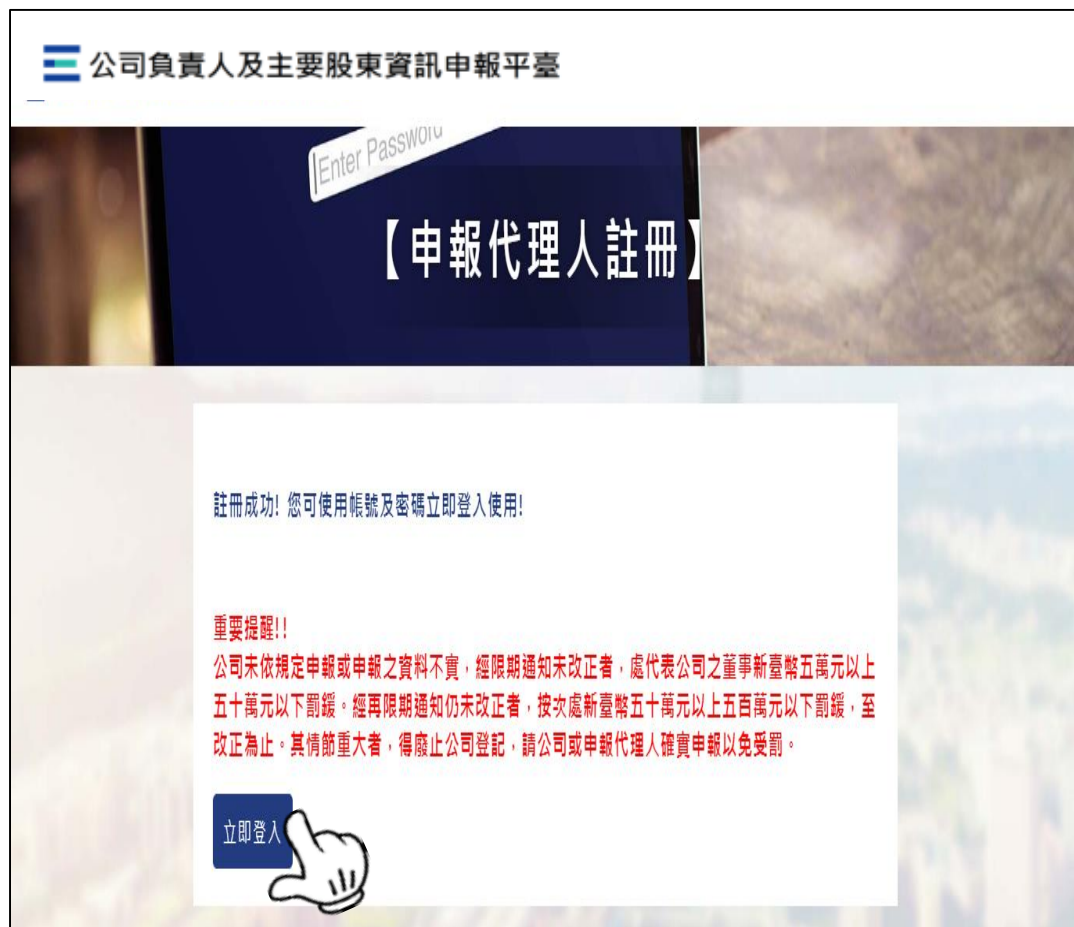 公司負責人及主要股東資訊申報平臺
Enter Password
【申報代理人註冊】
註冊成功! 您可使用帳號及密碼立即登入使用!
重要提醒!!
公司未依規定申報或申報之資料不實，經限期通知未改正者，處代表公司之董事新臺幣五萬元以上
五十萬元以下罰鍰。經再限期通知仍未改正者，按次處新臺幣五十萬元以上五百萬元以下罰鍰，至
改正為止。其情節重大者，得廢止公司登記，請公司或申報代理人確實申報以免受罰。
立即登入